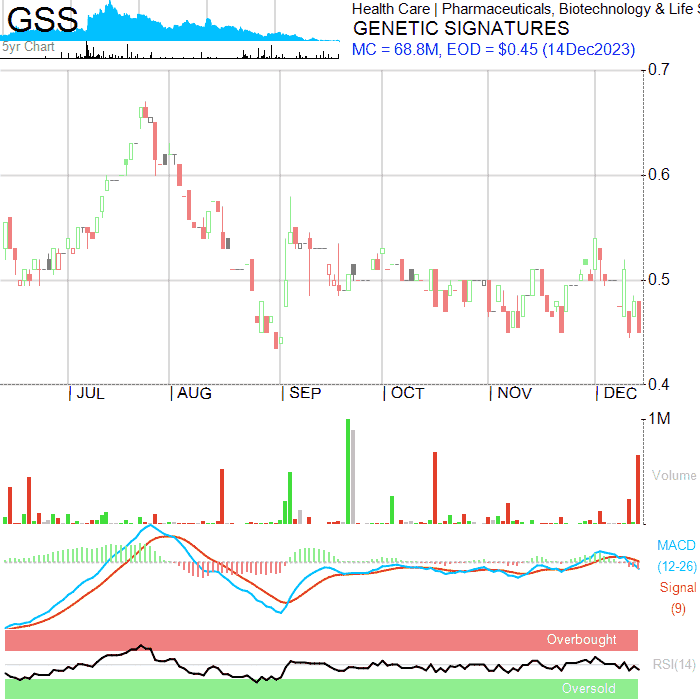 GSS
5yr Chart
Health Care | Pharmaceuticals, Biotechnology & Life S
GENETIC SIGNATURES
MC = 68.8M, EOD = $0.45 (14Dec2023)
0.7
0.6
0.5
0.4
| JUL | AUG | SEP | OCT | NOV | DEC
1M
Volume
MACD
(12-26)
Signal
(9)
Overbought
RSI(14)
Oversold